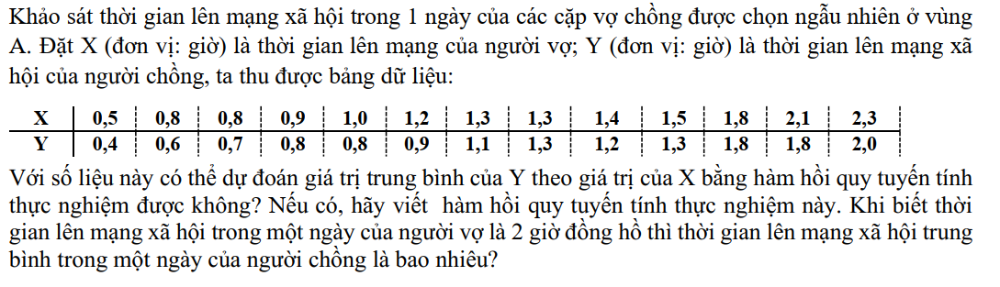 Khảo sát thời gian lên mạng xã hội trong 1 ngày của các cặp vợ chồng được chọn ngẫu nhiên ở vùng
A. Đặt X (đơn vị: giờ) là thời gian lên mạng của người vợ; Y (đơn vị: giờ) là thời gian lên mạng xã
hội của người chồng, ta thu được bảng dữ liệu:
X 0,5 0,8 0,8 0,9 1,0 1,2 1,3 1,3 1,4 1,5 1,8 2,1 2,3
Y 0,4 0,6 0,7 0,8 0,8 0,9 1,1 1,3 1,2 1,3 1,8 1,8 2,0
Với số liệu này có thể dự đoán giá trị trung bình của Y theo giá trị của X bằng hàm hồi quy tuyến tính
thực nghiệm được không? Nếu có, hãy viết hàm hồi quy tuyến tính thực nghiệm này. Khi biết thời
gian lên mạng xã hội trong một ngày của người vợ là 2 giờ đồng hồ thì thời gian lên mạng xã hội trung
bình trong một ngày của người chồng là bao nhiêu?